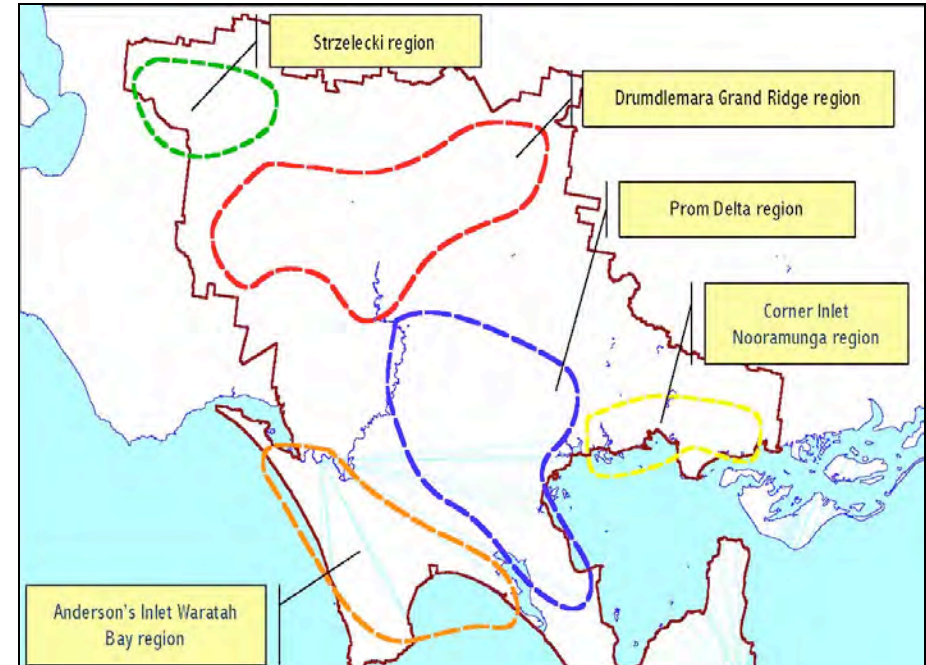 Strzelecki region
Drumdlemara Grand Ridge region
Prom Delta region
Corner Inlet
Nooramunga region
Anderson's Inlet Waratah
Bay region